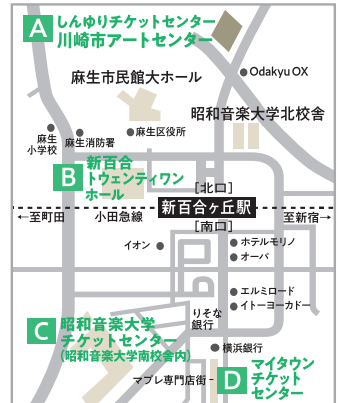 A しんゆりチケットセンター
川崎市アートセンター
麻生市民館大ホール
Odakyu OX
昭和音楽大学北校舎
麻生
小学校
麻生消防署
麻生区役所
B 新百合
トウェンティワン
ホール
[北口]
新百合ヶ丘駅
←至町田
小田急線
至新宿→
[南口]
イオン
ホテルモリノ
オーパ
エルミロード
イトーヨーカドー
りそな
銀行
C 昭和音楽大学
チケットセンター
(昭和音楽大学南校舎内)
横浜銀行
マプレ専門店街
D マイタウン
チケット
センター